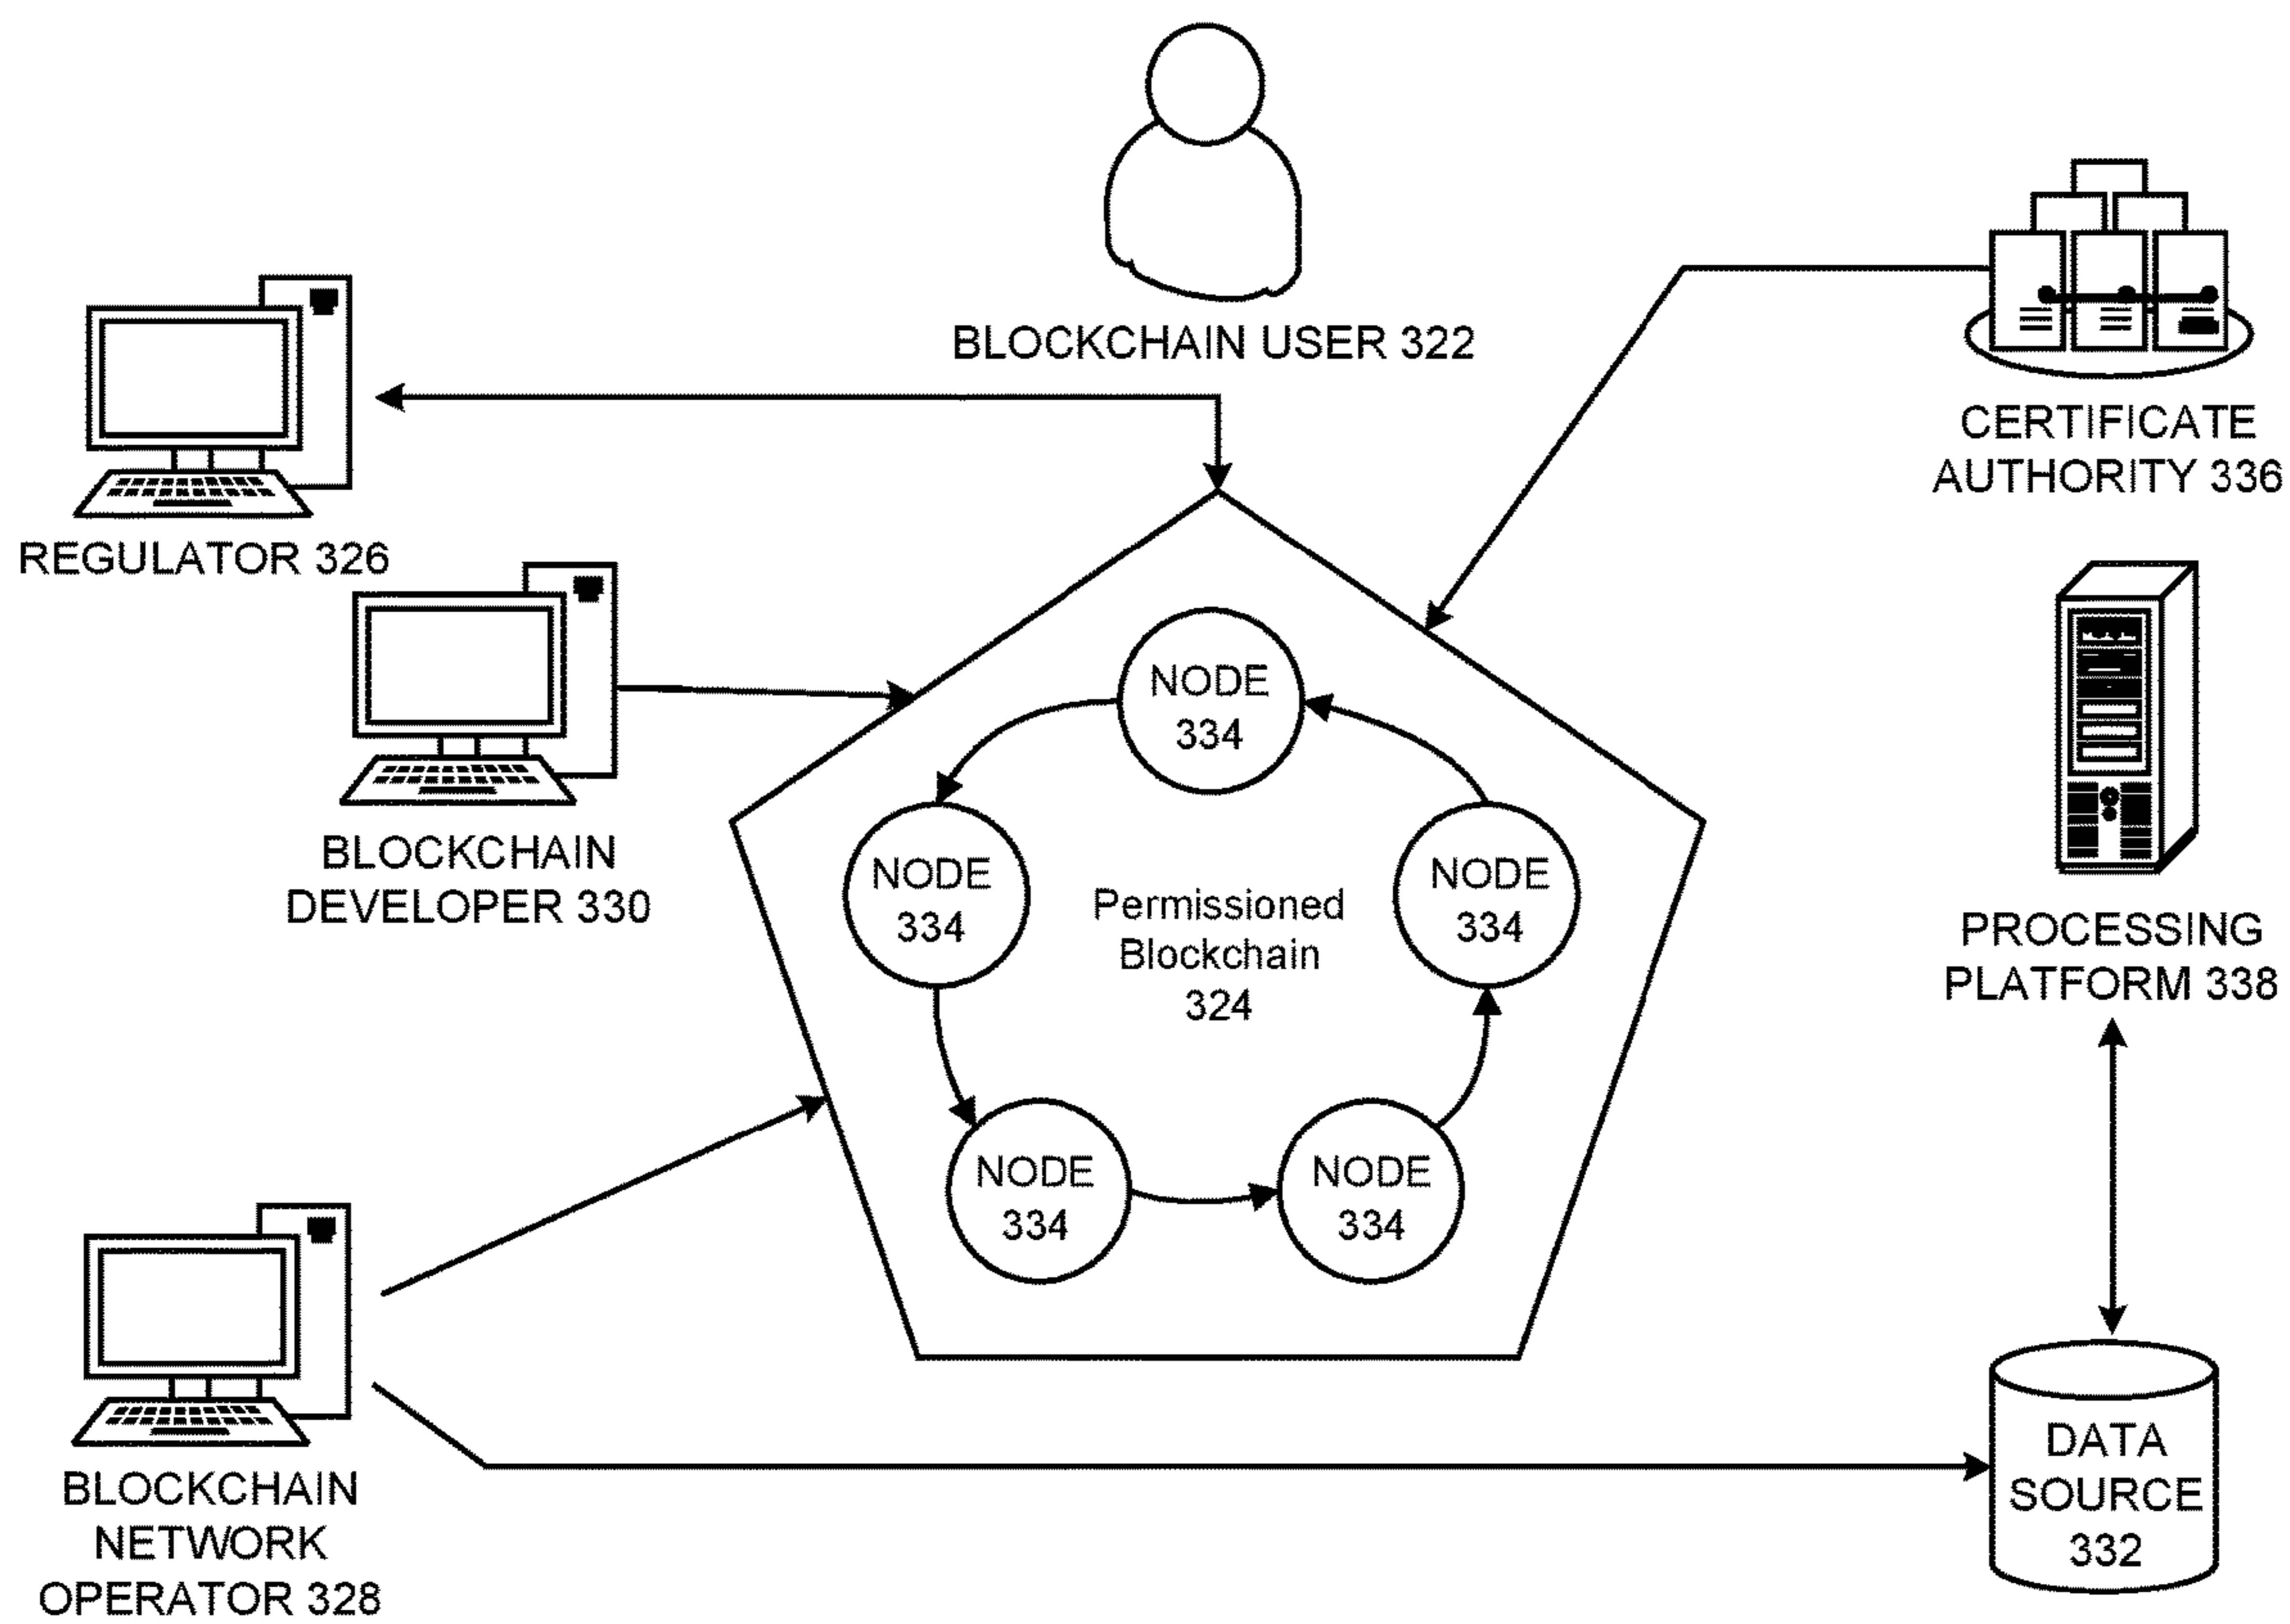 BLOCKCHAIN USER 322
CERTIFICATE
AUTHORITY 336
REGULATOR 326
BLOCKCHAIN
DEVELOPER 330
NODE
334
NODE
334
Permissioned
Blockchain
324
NODE
334
PROCESSING
PLATFORM 338
NODE
334
NODE
334
BLOCKCHAIN
NETWORK
OPERATOR 328
DATA
SOURCE
332